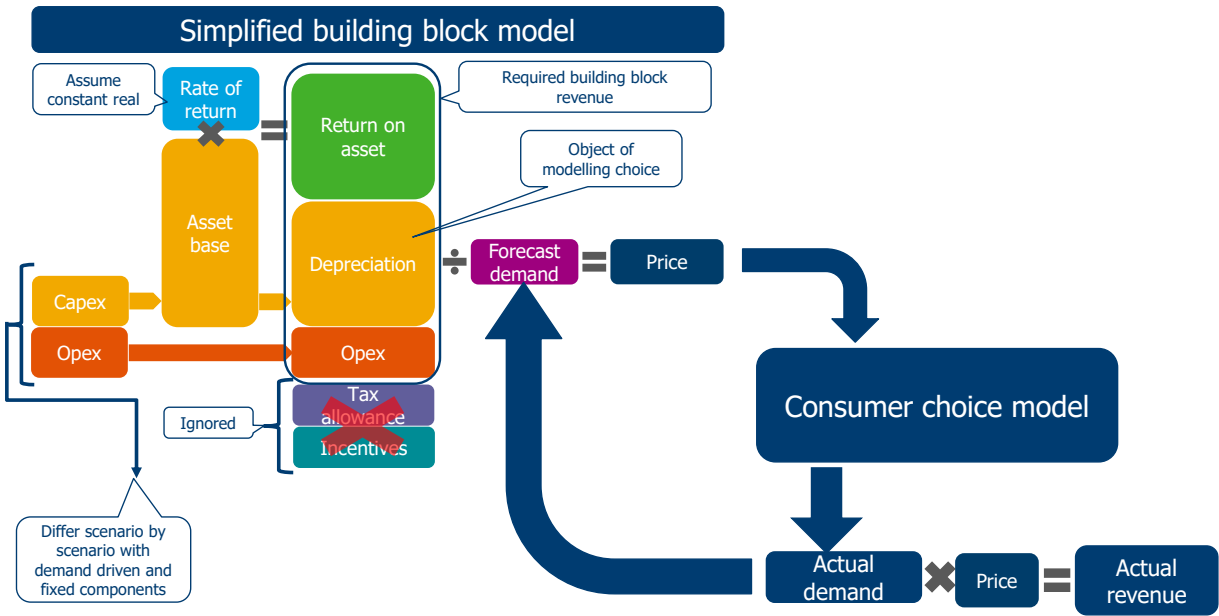 Simplified building block model
Assume
constant real
Rate of
return
Return on
asset
Required building block
revenue
Object of
modelling choice
Asset
base
Depreciation
÷
Forecast
demand
=
Price
Capex
Opex
Opex
Tax
allowance
Incentives
Ignored
Consumer choice model
Differ scenario by
scenario with
demand driven and
fixed components
Actual
demand
Price
Actual
revenue